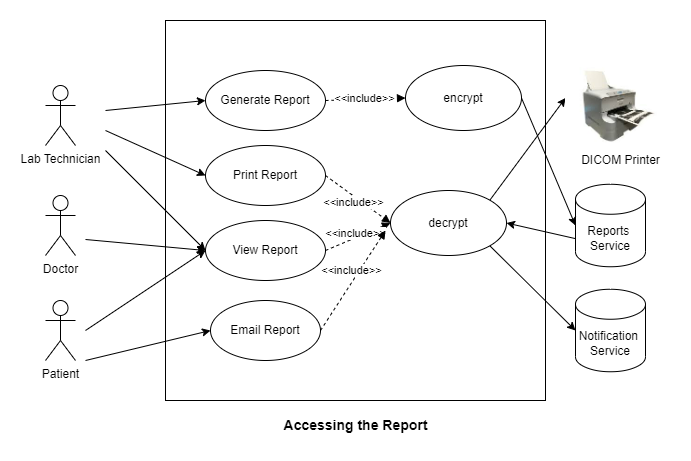 Generate Report
<<include>>
encrypt
Lab Technician
DICOM Printer
Print Report
<<include>>
decrypt
Reports
Service
Doctor
View Report
<<include>>
<<include>>
Email Report
Notification
Service
Patient
Accessing the Report